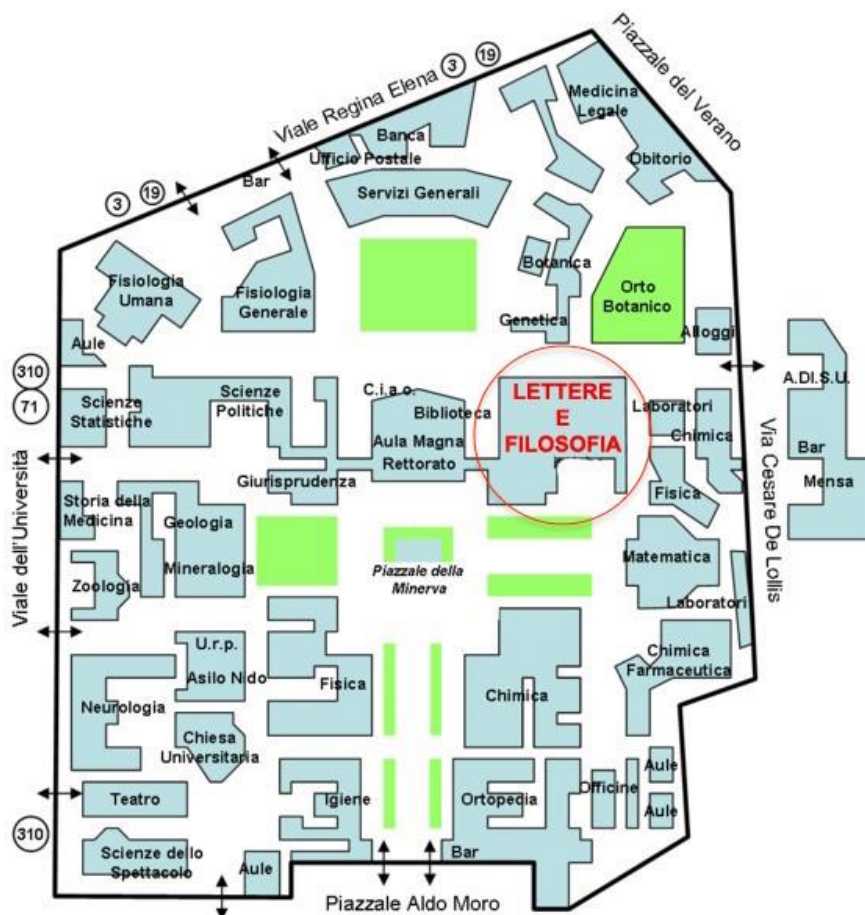 Viale Regina Elena
3
19
Piazzale del Verano
Medicina
Legale
Banca
Ufficio Postale
Obitorio
3
19
Bar
Servizi Generali
Fisiologia
Umana
Fisiologia
Generale
Botanica
Orto
Botanico
Genetica
Alloggi
Aule
310
71
Scienze
Statistiche
Scienze
Politiche
C.i.a.o.
Biblioteca
Aula Magna
Rettorato
LETTERE
E
FILOSOFIA
Laboratori
Chimica
A.DI.S.U.
Bar
Mensa
Giurisprudenza
Fisica
Via Cesare De Lollis
Viale dell'Università
Storia della
Medicina
Geologia
Mineralogia
Zoologia
Piazzale della
Minerva
Matematica
Laboratori
U.r.p.
Asilo Nido
Neurologia
Fisica
Chimica
Chimica
Farmaceutica
Chiesa
Universitaria
Teatro
Igiene
Ortopedia
Officine
Aule
Aule
310
Scienze dello
Spettacolo
Aule
Bar
Piazzale Aldo Moro